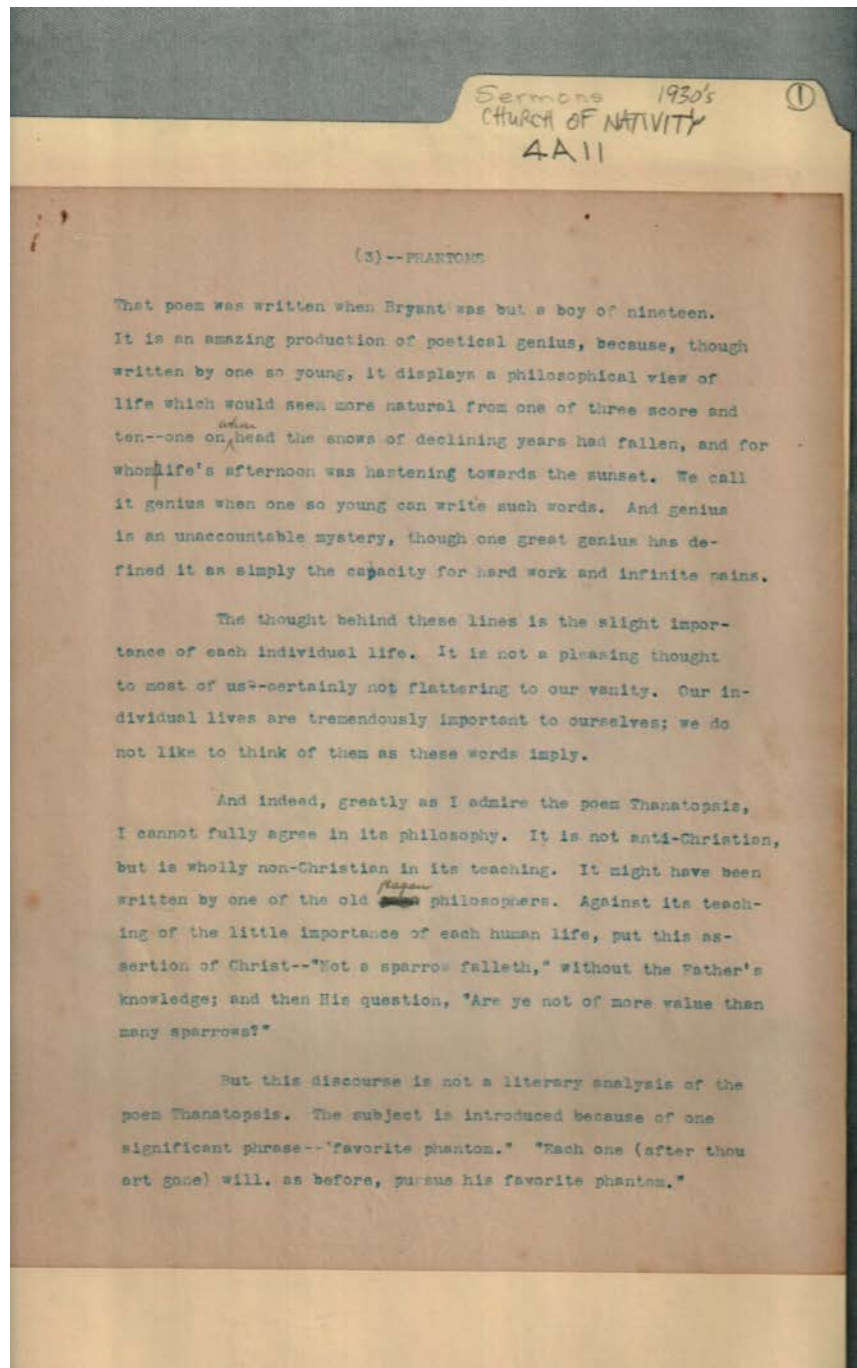 Sermons 1930's ①
CHURCH OF NATIVITY
4A11
(3)--PHANTOMS
That poem was written when Bryant was but a boy of nineteen.
It is an amazing production of poetical genius, because, though
written by one so young, it displays a philosophical view of
life which would seem more natural from one of three score and
whose
ten--one on head the snows of declining years had fallen, and for
whom life's afternoon was hastening towards the sunset. We call
it genius when one so young can write such words. And genius
is an unaccountable mystery, though one great genius has de-
fined it as simply the capacity for hard work and infinite pains.
The thought behind these lines is the slight impor-
tance of each individual life. It is not a pleasing thought
to most of us--certainly not flattering to our vanity. Our in-
dividual lives are tremendously important to ourselves; we do
not like to think of them as these words imply.
And indeed, greatly as I admire the poem Thanatopsis,
I cannot fully agree in its philosophy. It is not anti-Christian,
but is wholly non-Christian in its teaching. It might have been
pagan
written by one of the old philosophers. Against its teach-
ing of the little importance of each human life, put this as-
sertion of Christ--"Not a sparrow falleth," without the Father's
knowledge; and then His question, "Are ye not of more value than
many sparrows?"
But this discourse is not a literary analysis of the
poem Thanatopsis. The subject is introduced because of one
significant phrase--'favorite phantom." "Each one (after thou
art gone) will. as before, pursue his favorite phantom."